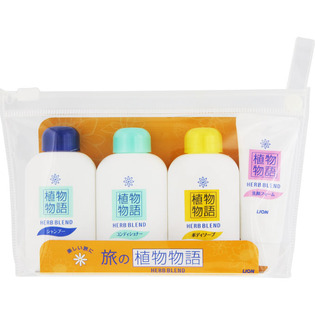 植物
物語
HERB BLEND
シャンプー
植物
物語
HERB BLEND
コンディショナー
植物
物語
HERB BLEND
ボディソープ
植物
物語
HERB BLEND
洗顔フォーム
LION
楽しい旅に
旅の植物物語
HERB BLEND
LION